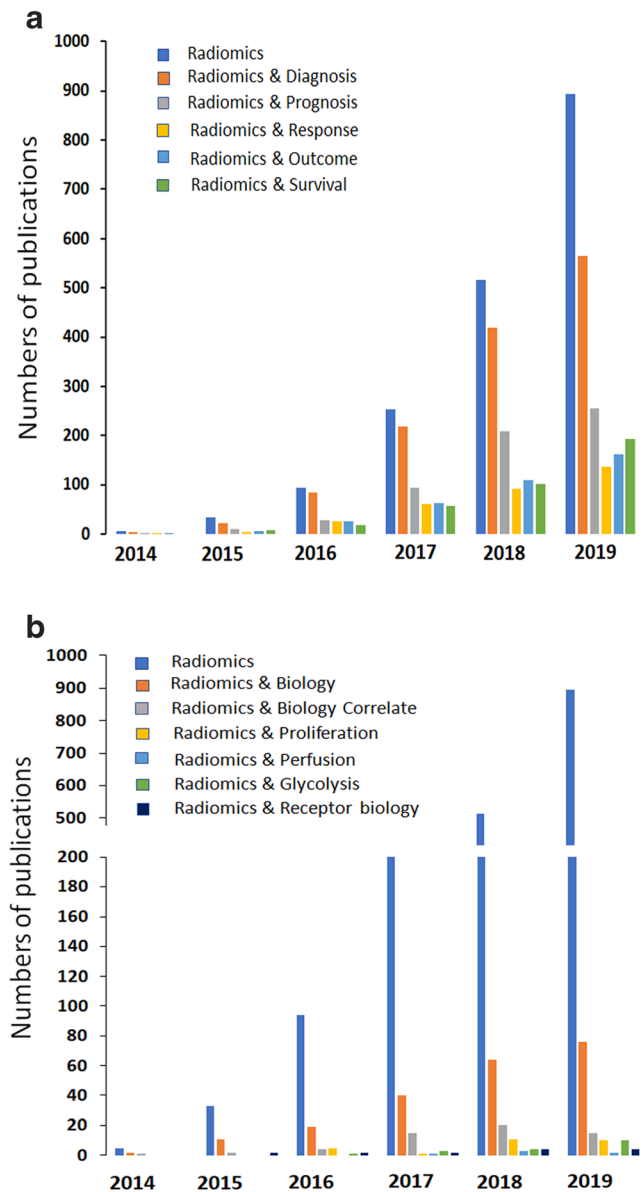 a
Numbers of publications
1000
900
800
700
600
500
400
300
200
100
0
Radiomics
Radiomics & Diagnosis
Radiomics & Prognosis
Radiomics & Response
Radiomics & Outcome
Radiomics & Survival
2014 2015 2016 2017 2018 2019
b
Numbers of publications
1000
900
800
700
600
500
200
180
160
140
120
100
80
60
40
20
0
Radiomics
Radiomics & Biology
Radiomics & Biology Correlate
Radiomics & Proliferation
Radiomics & Perfusion
Radiomics & Glycolysis
Radiomics & Receptor biology
2014 2015 2016 2017 2018 2019